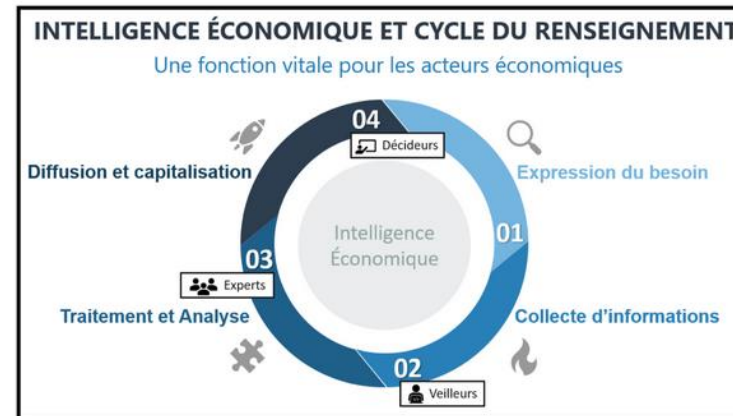 INTELLIGENCE ÉCONOMIQUE ET CYCLE DU RENSEIGNEMENT
Une fonction vitale pour les acteurs économiques
04
Décideurs
Diffusion et capitalisation
Expression du besoin
Intelligence
Économique
01
03
Experts
Traitement et Analyse
Collecte d'informations
02
Veilleurs